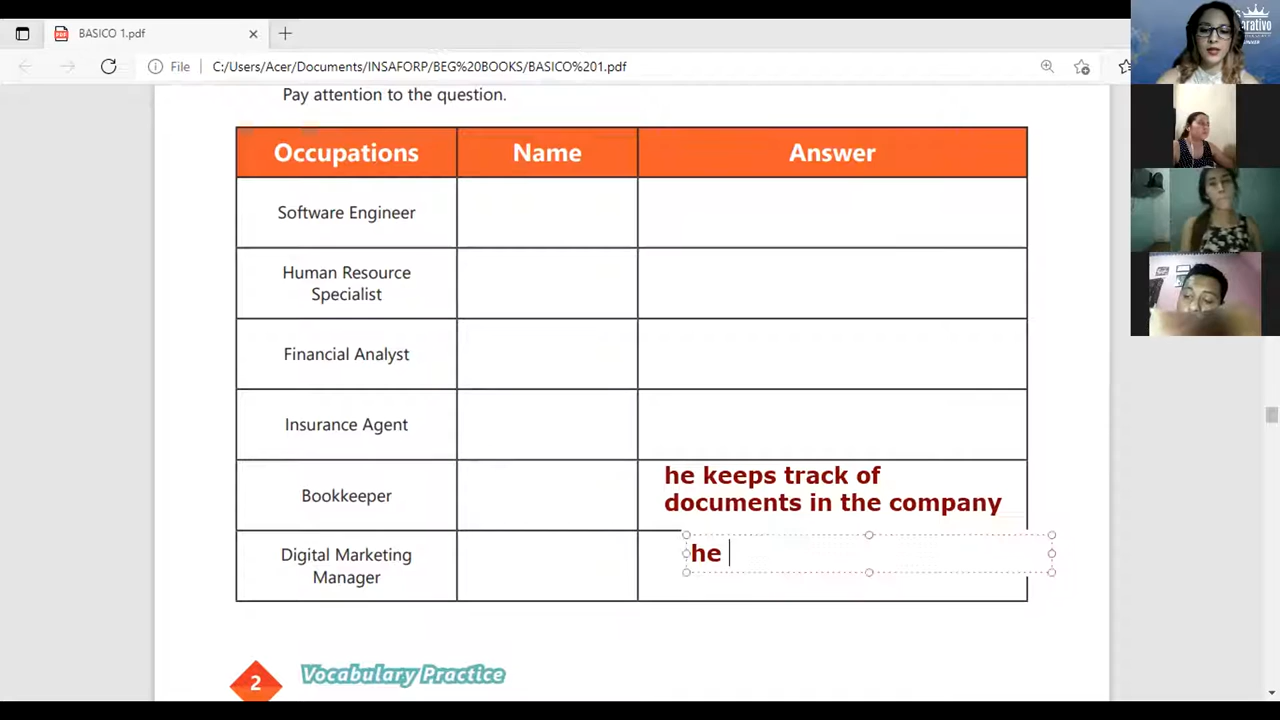 BASICO 1.pdf
File C:/Users/Acer/Documents/INSAFORP/BEG%20BOOKS/BASICO%201.pdf
Pay attention to the question.
Occupations Name Answer
Software Engineer
Human Resource
Specialist
Financial Analyst
Insurance Agent
Bookkeeper
he keeps track of
documents in the company
Digital Marketing
Manager
he
2 Vocabulary Practice